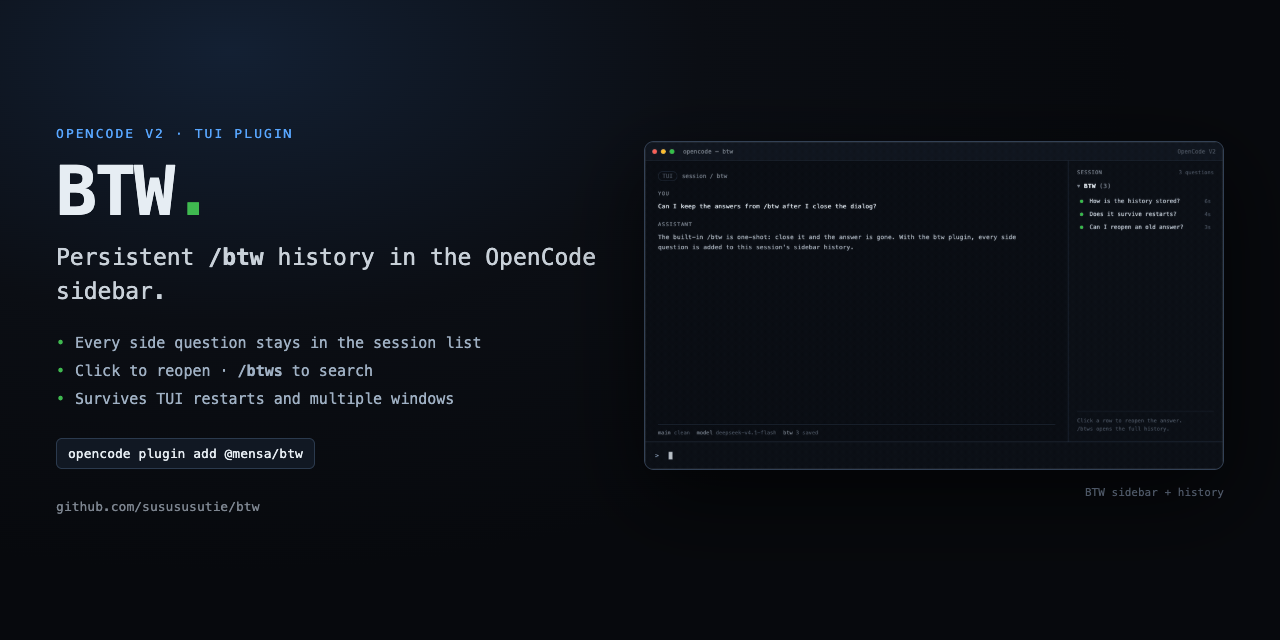 OPENCODE V2 · TUI PLUGIN
BTW.
Persistent /btw history in the OpenCode
sidebar.
• Every side question stays in the session list
• Click to reopen · /btws to search
• Survives TUI restarts and multiple windows
opencode plugin add @mensa/btw
github.com/susususutie/btw
opencode — btw
OpenCode V2
TUI session / btw
YOU
Can I keep the answers from /btw after I close the dialog?
ASSISTANT
The built-in /btw is one-shot: close it and the answer is gone. With the btw plugin, every side
question is added to this session's sidebar history.
main clean model btw 3 saved
SESSION 3 questions
▾ BTW (3)
• How is the history stored?
• Does it survive restarts?
• Can I reopen an old answer?
Click a row to reopen the answer.
/btws opens the full history.
>
BTW sidebar + history